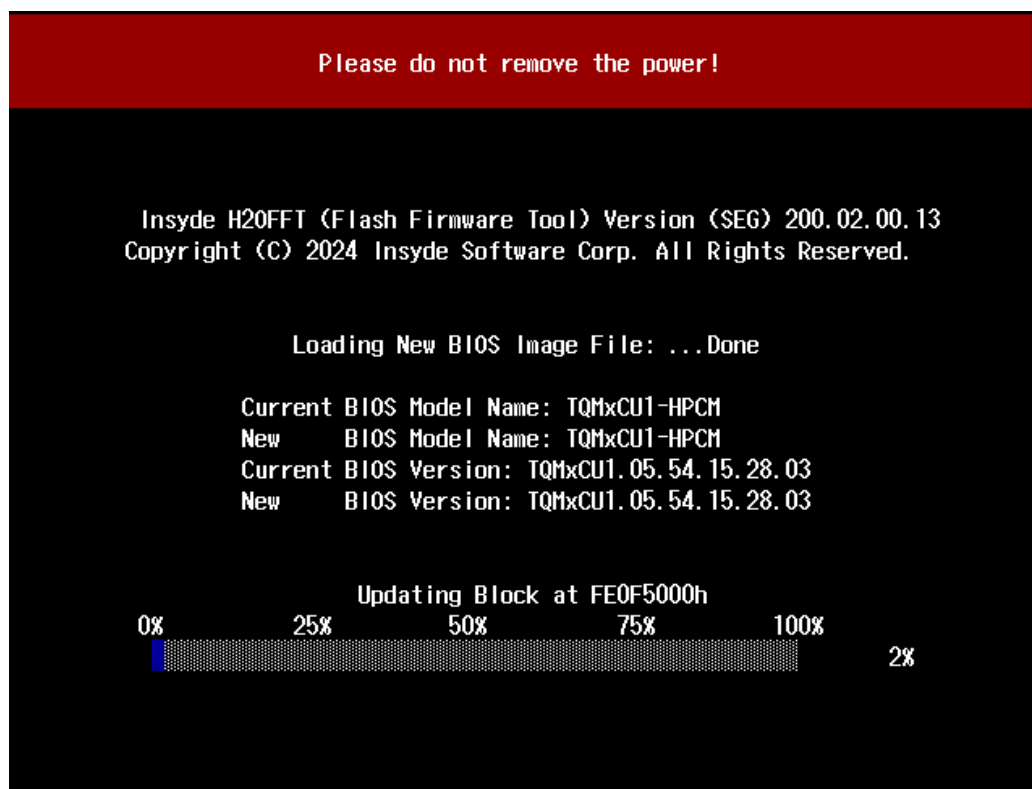 Please do not remove the power!
Insyde H2OFFT (Flash Firmware Tool) Version (SEG) 200.02.00.13
Copyright (C) 2024 Insyde Software Corp. All Rights Reserved.
Loading New BIOS Image File: ...Done
Current BIOS Model Name: TQMxCU1-HPCM
New BIOS Model Name: TQMxCU1-HPCM
Current BIOS Version: TQMxCU1.05.54.15.28.03
New BIOS Version: TQMxCU1.05.54.15.28.03
Updating Block at FE0F5000h
0% 25% 50% 75% 100%
2%